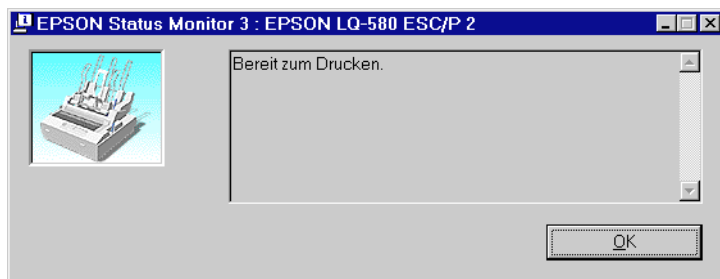 EPSON Status Monitor 3 : EPSON LQ-580 ESC/P 2
Bereit zum Drucken.
OK